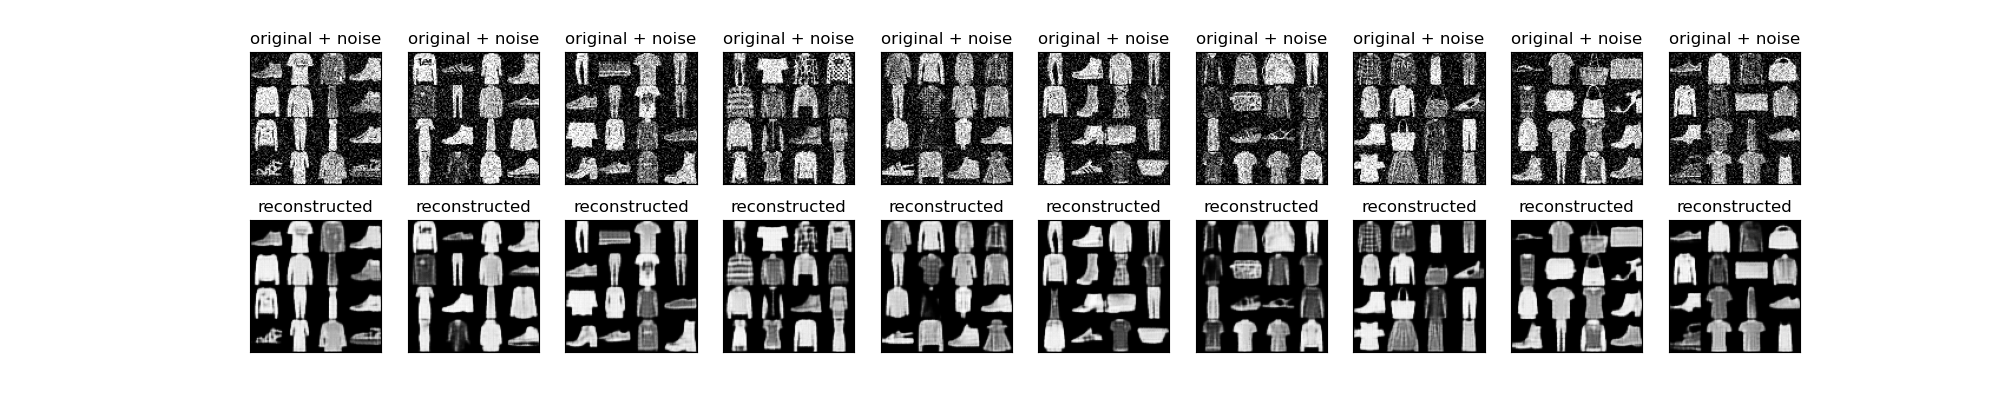 original + noise original + noise original + noise original + noise original + noise original + noise original + noise original + noise original + noise original + noise
reconstructed reconstructed reconstructed reconstructed reconstructed reconstructed reconstructed reconstructed reconstructed reconstructed